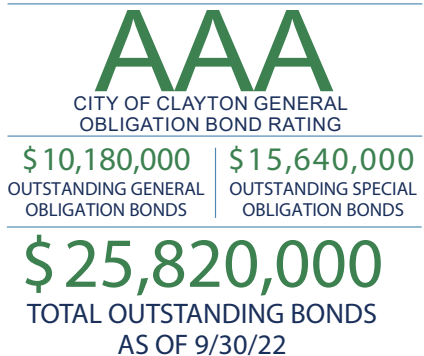 AAA
CITY OF CLAYTON GENERAL
OBLIGATION BOND RATING
$10,180,000
OUTSTANDING GENERAL
OBLIGATION BONDS
$15,640,000
OUTSTANDING SPECIAL
OBLIGATION BONDS
$25,820,000
TOTAL OUTSTANDING BONDS
AS OF 9/30/22